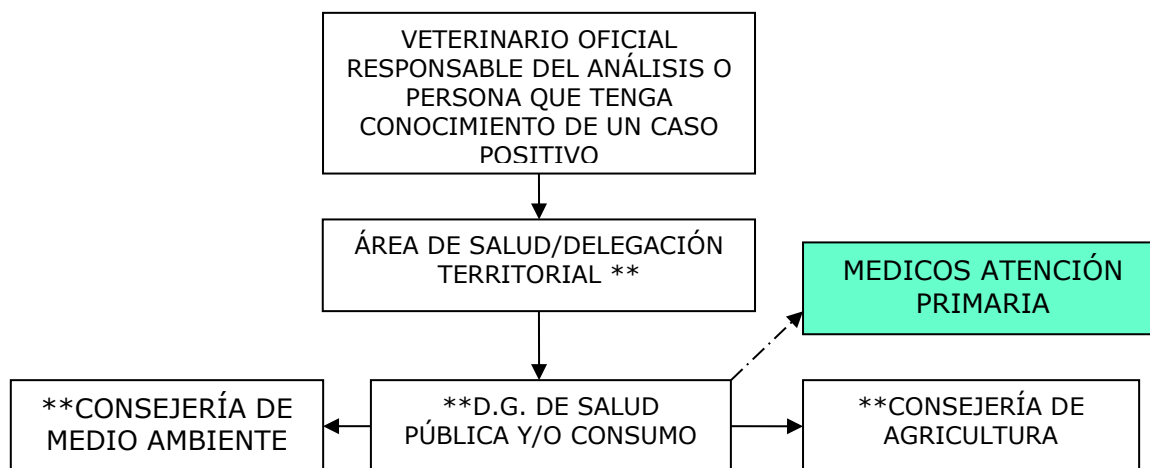 VETERINARIO OFICIAL
RESPONSABLE DEL ANÁLISIS O
PERSONA QUE TENGA
CONOCIMIENTO DE UN CASO
POSITIVO
ÁREA DE SALUD/DELEGACIÓN
TERRITORIAL **
MEDICOS ATENCIÓN
PRIMARIA
**CONSEJERÍA DE
MEDIO AMBIENTE
**D.G. DE SALUD
PÚBLICA Y/O CONSUMO
**CONSEJERÍA DE
AGRICULTURA